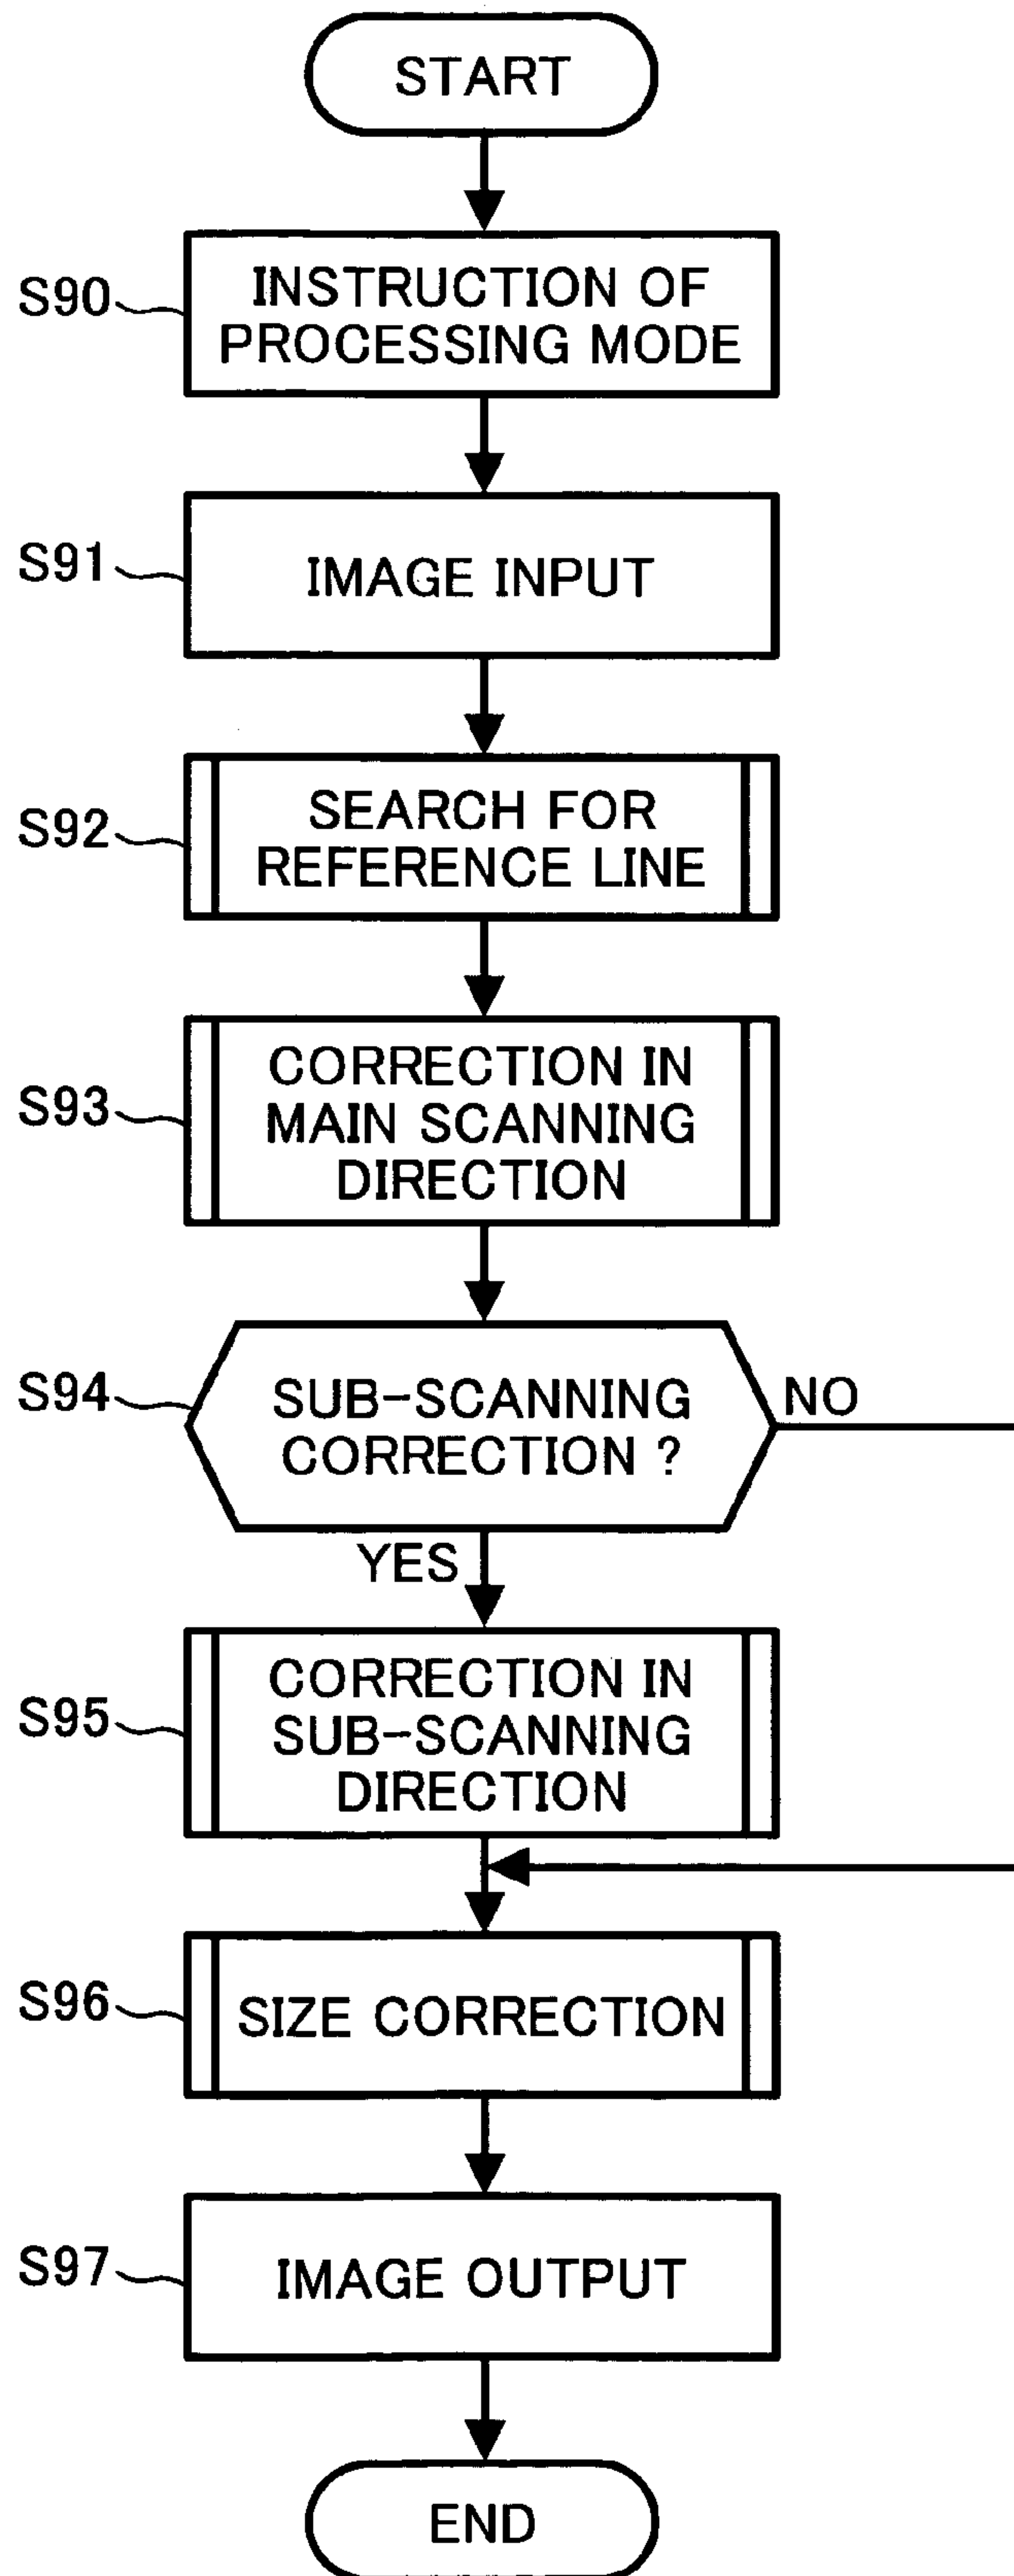 START
S90
INSTRUCTION OF
PROCESSING MODE
S91
IMAGE INPUT
S92
SEARCH FOR
REFERENCE LINE
S93
CORRECTION IN
MAIN SCANNING
DIRECTION
S94
SUB-SCANNING
CORRECTION ?
NO
YES
S95
CORRECTION IN
SUB-SCANNING
DIRECTION
S96
SIZE CORRECTION
S97
IMAGE OUTPUT
END